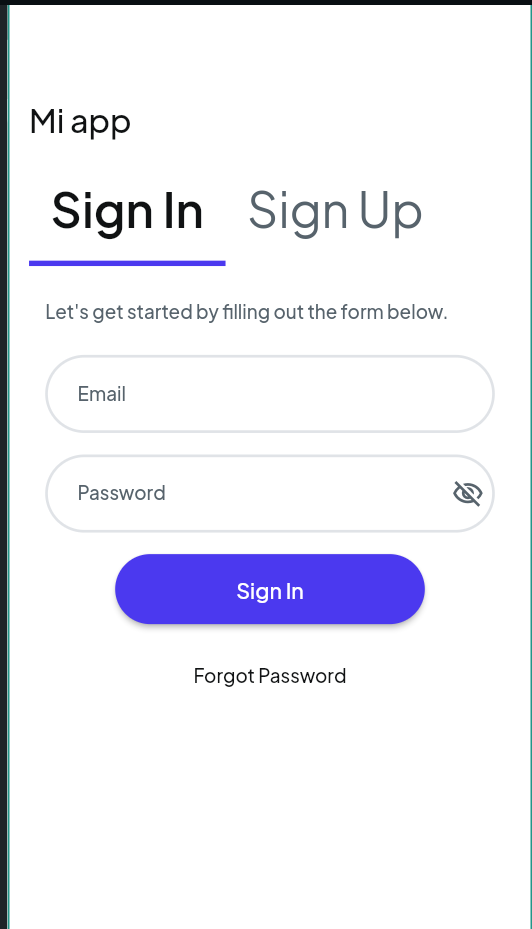 Mi app
Sign In Sign Up
Let's get started by filling out the form below.
Email
Password
Sign In
Forgot Password